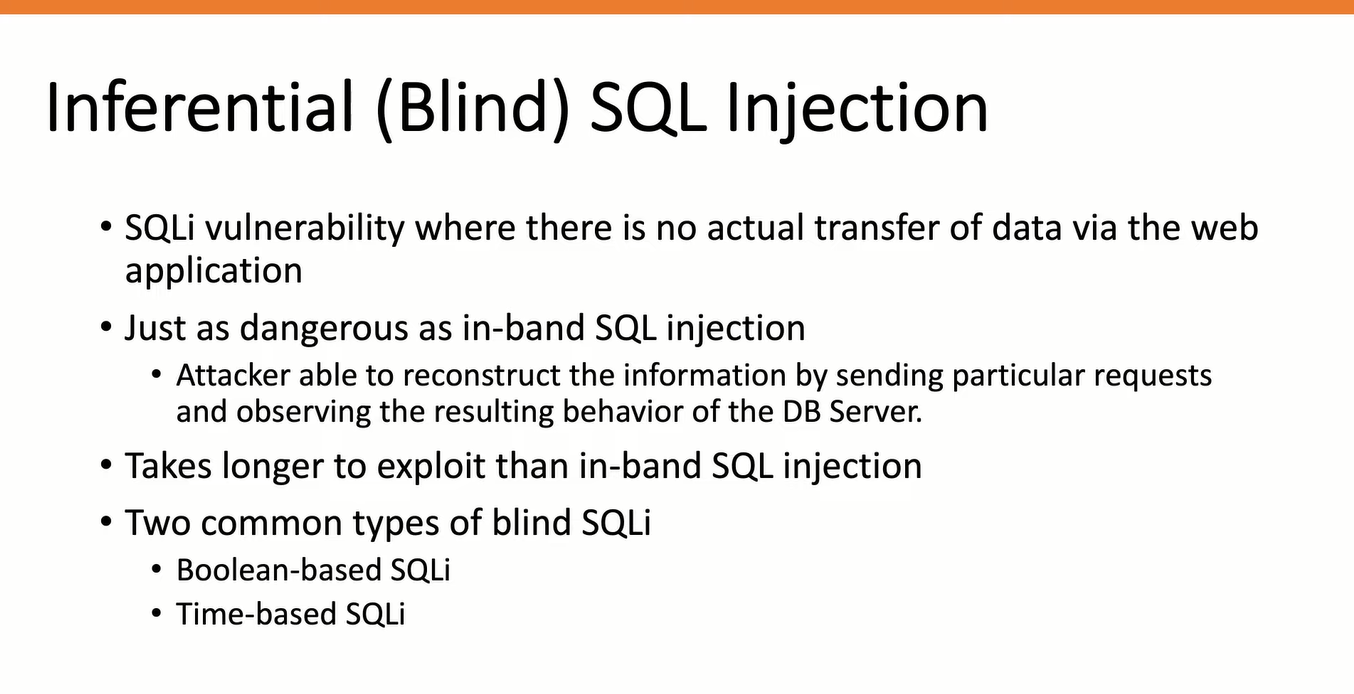 Inferential (Blind) SQL Injection
• SQLi vulnerability where there is no actual transfer of data via the web
application
• Just as dangerous as in-band SQL injection
• Attacker able to reconstruct the information by sending particular requests
and observing the resulting behavior of the DB Server.
• Takes longer to exploit than in-band SQL injection
• Two common types of blind SQLi
• Boolean-based SQLi
• Time-based SQLi